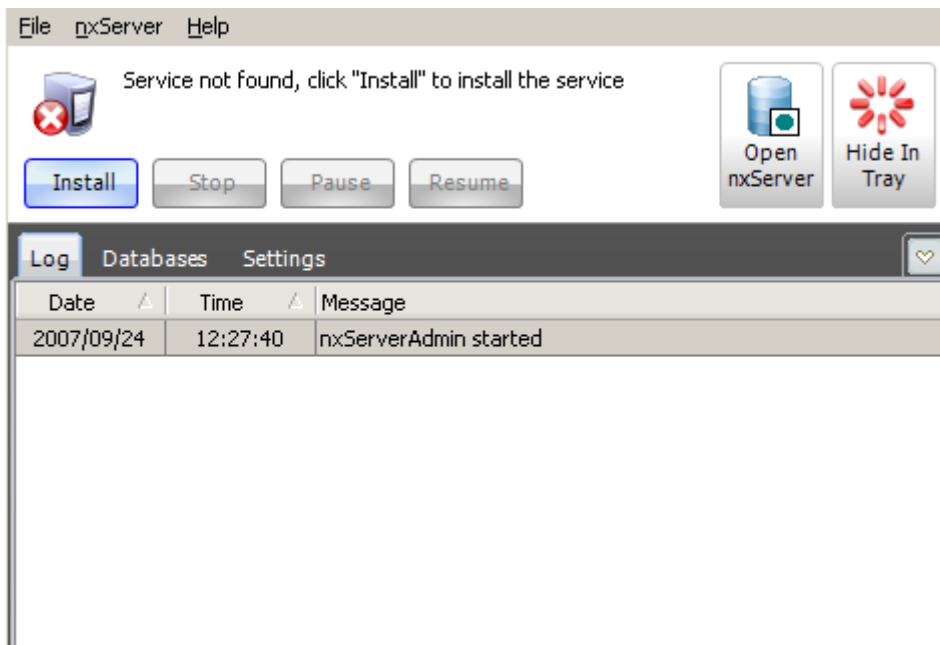 File nxServer Help
Service not found, click "Install" to install the service
Install Stop Pause Resume
Open
nxServer
Hide In
Tray
Log Databases Settings
Date Time Message
2007/09/24 12:27:40 nxServerAdmin started